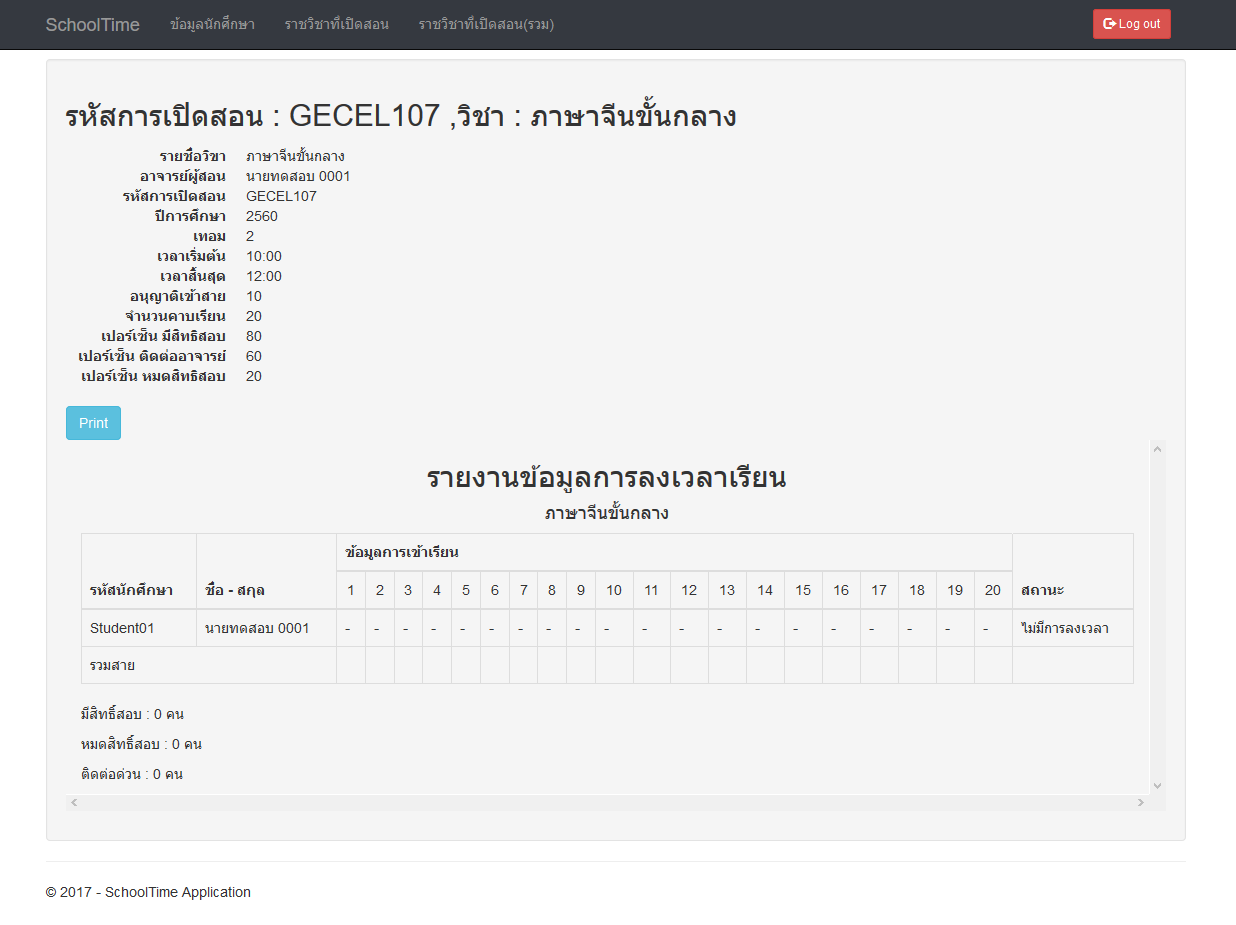 SchoolTime ข้อมูลนักศึกษา ราชวิชาที่เปิดสอน ราชวิชาที่เปิดสอน(รวม) Log out
รหัสการเปิดสอน : GECEL107 ,วิชา : ภาษาจีนขั้นกลาง
รายชื่อวิขา ภาษาจีนขั้นกลาง
อาจารย์ผู้สอน นายทดสอบ 0001
รหัสการเปิดสอน GECEL107
ปีการศึกษา 2560
เทอม 2
เวลาเริ่มต้น 10:00
เวลาสิ้นสุด 12:00
อนุญาติเข้าสาย 10
จำนวนคาบเรียน 20
เปอร์เซ็น มีสิทธิสอบ 80
เปอร์เซ็น ติดต่ออาจารย์ 60
เปอร์เซ็น หมดสิทธิสอบ 20
Print
รายงานข้อมูลการลงเวลาเรียน
ภาษาจีนขั้นกลาง
ข้อมูลการเข้าเรียน
รหัสนักศึกษา ชื่อ - สกุล 1 2 3 4 5 6 7 8 9 10 11 12 13 14 15 16 17 18 19 20 สถานะ
Student01 นายทดสอบ 0001 - - - - - - - - - - - - - - - - - - - - ไม่มีการลงเวลา
รวมสาย
มีสิทธิ์สอบ : 0 คน
หมดสิทธิ์สอบ : 0 คน
ติดต่อด่วน : 0 คน
© 2017 - SchoolTime Application